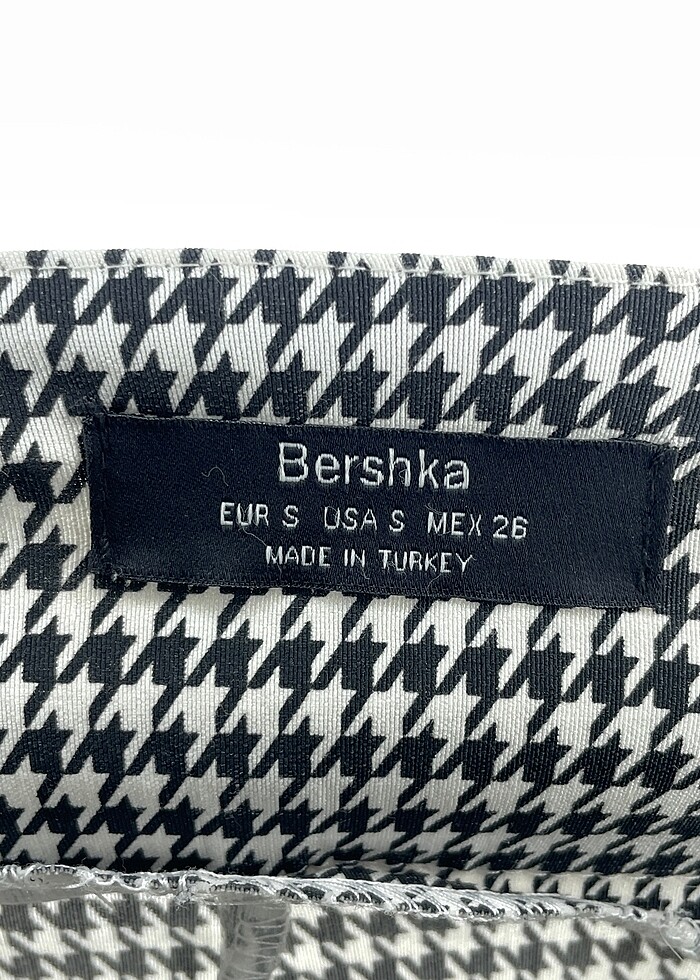 Bershka
EUR S USA S MEX 26
MADE IN TURKEY